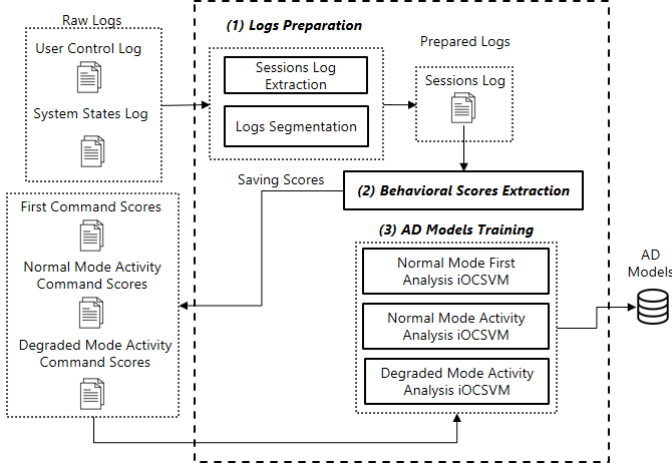 Raw Logs
User Control Log
System States Log
(1) Logs Preparation
Sessions Log
Extraction
Logs Segmentation
Prepared Logs
Sessions Log
Saving Scores
(2) Behavioral Scores Extraction
First Command Scores
Normal Mode Activity
Command Scores
Degraded Mode Activity
Command Scores
(3) AD Models Training
Normal Mode First
Analysis iOCSVM
Normal Mode Activity
Analysis iOCSVM
Degraded Mode Activity
Analysis iOCSVM
AD
Models